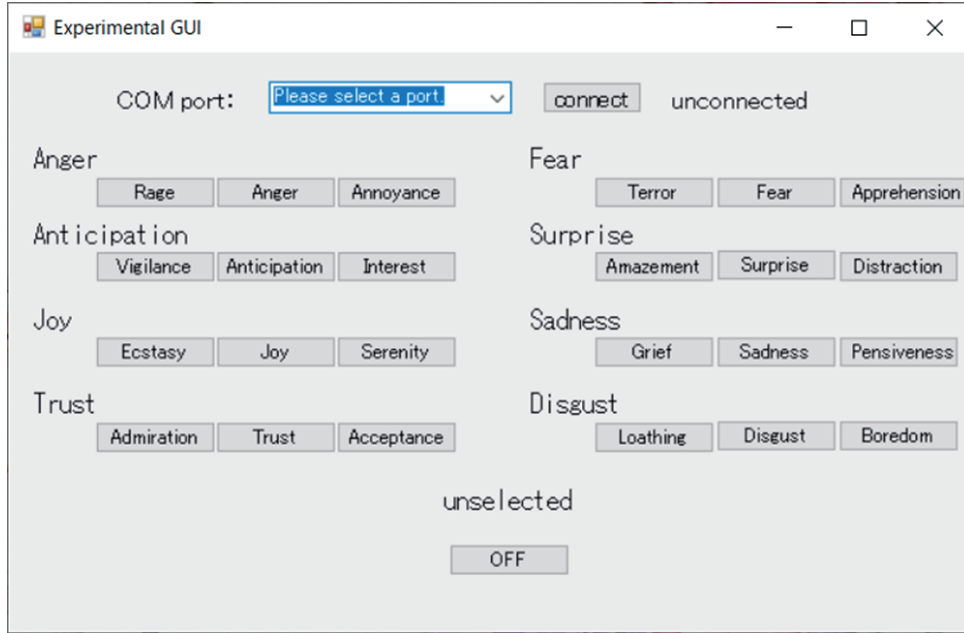 Experimental GUI
COM port: Please select a port. connect unconnected
Anger Fear
Rage Anger Annoyance Terror Fear Apprehension
Anticipation Surprise
Vigilance Anticipation Interest Amazement Surprise Distraction
Joy Sadness
Ecstasy Joy Serenity Grief Sadness Pensiveness
Trust Disgust
Admiration Trust Acceptance Loathing Disgust Boredom
unselected
OFF